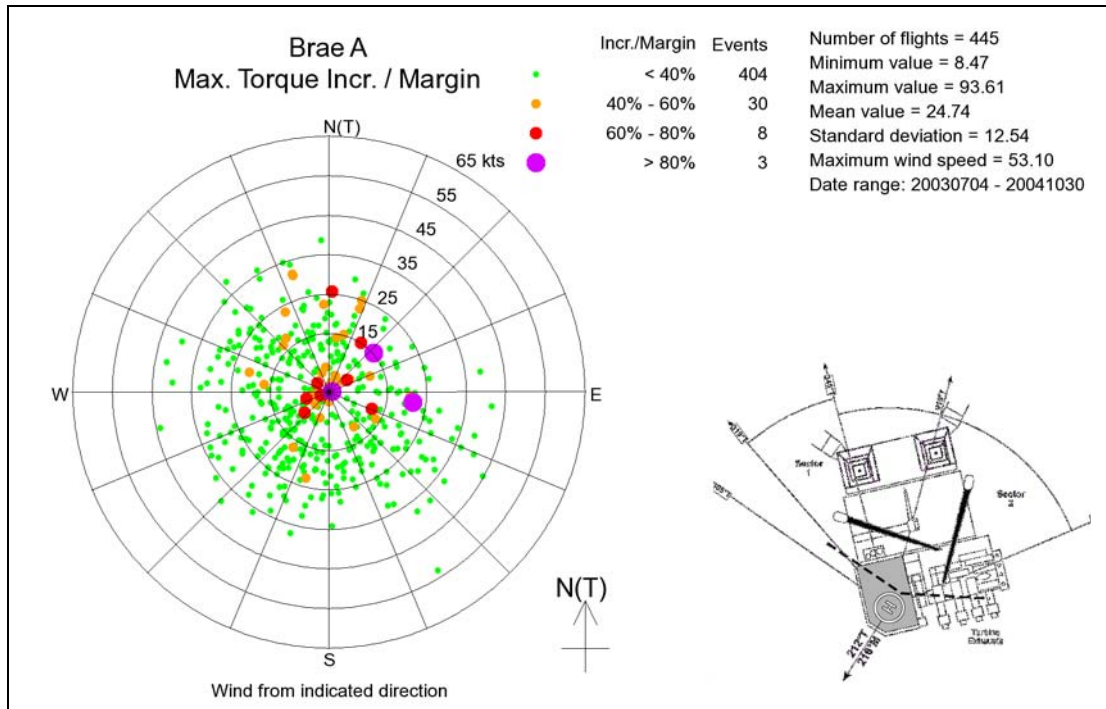 Brae A
Max. Torque Incr. / Margin
Incr./Margin Events
< 40% 404
40% - 60% 30
60% - 80% 8
> 80% 3
Number of flights = 445
Minimum value = 8.47
Maximum value = 93.61
Mean value = 24.74
Standard deviation = 12.54
Maximum wind speed = 53.10
Date range: 20030704 - 20041030
N(T)
65 kts
55
45
35
25
15
W
E
S
Wind from indicated direction
N(T)
Sector
1
Sector
2
H
Turbine
Exhausts
212°T
218°M